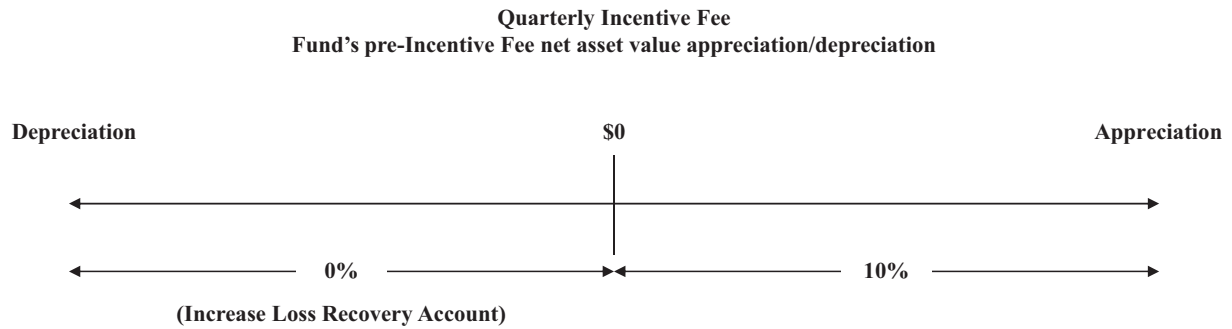 Quarterly Incentive Fee
Fund's pre-Incentive Fee net asset value appreciation/depreciation
Depreciation $0 Appreciation
0% 10%
(Increase Loss Recovery Account)